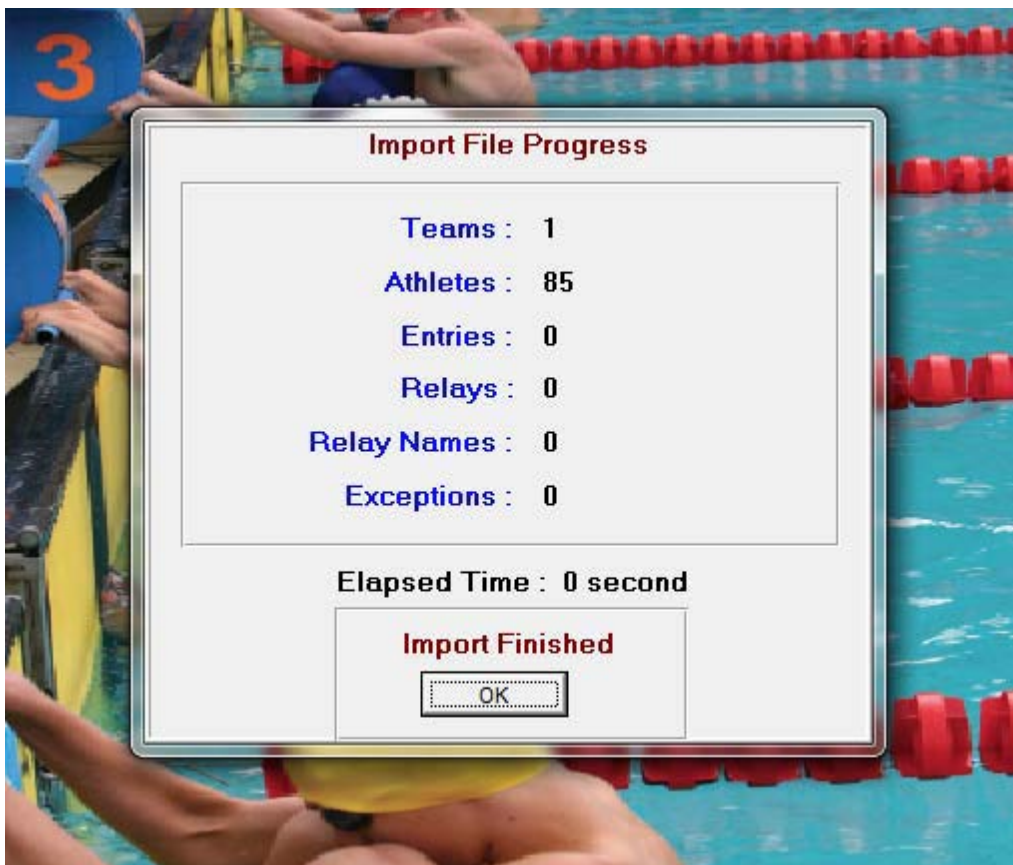 3
Import File Progress
Teams : 1
Athletes : 85
Entries : 0
Relays : 0
Relay Names : 0
Exceptions : 0
Elapsed Time : 0 second
Import Finished
OK